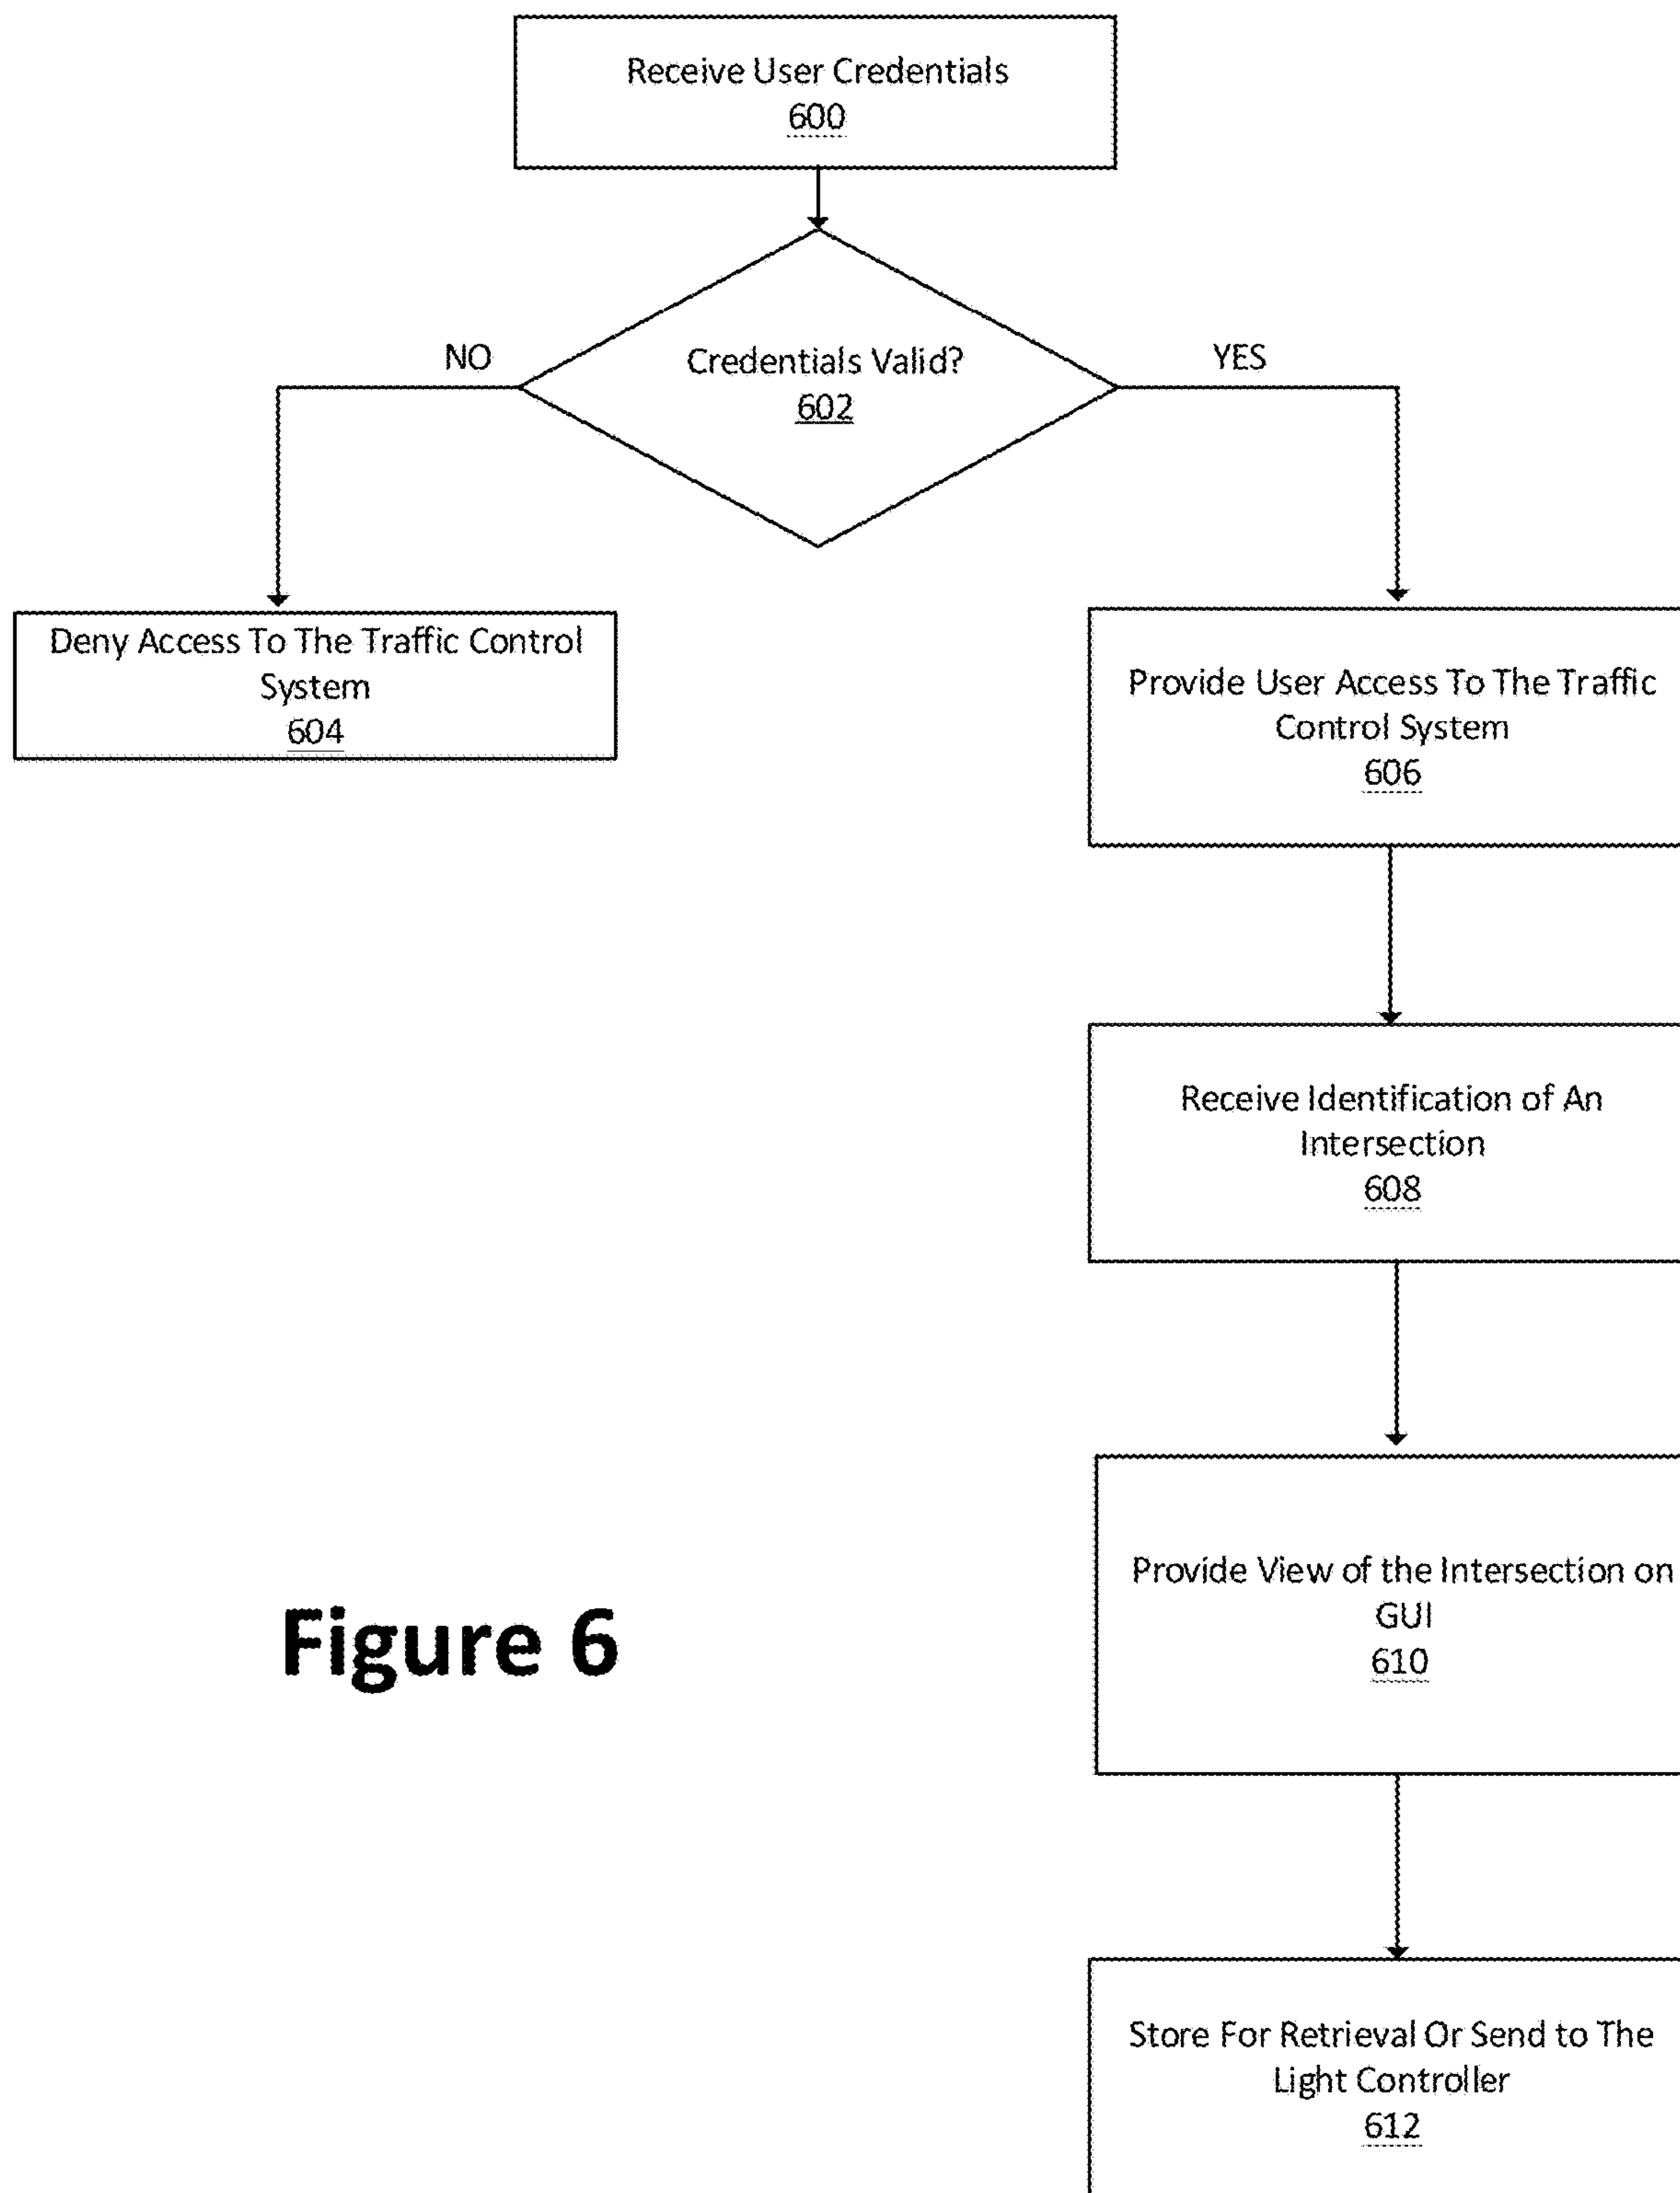 Receive User Credentials
600
NO
Credentials Valid?
602
YES
Deny Access To The Traffic Control
System
604
Provide User Access To The Traffic
Control System
606
Receive Identification of An
Intersection
608
Provide View of the Intersection on
GUI
610
Figure 6
Store For Retrieval Or Send to The
Light Controller
612